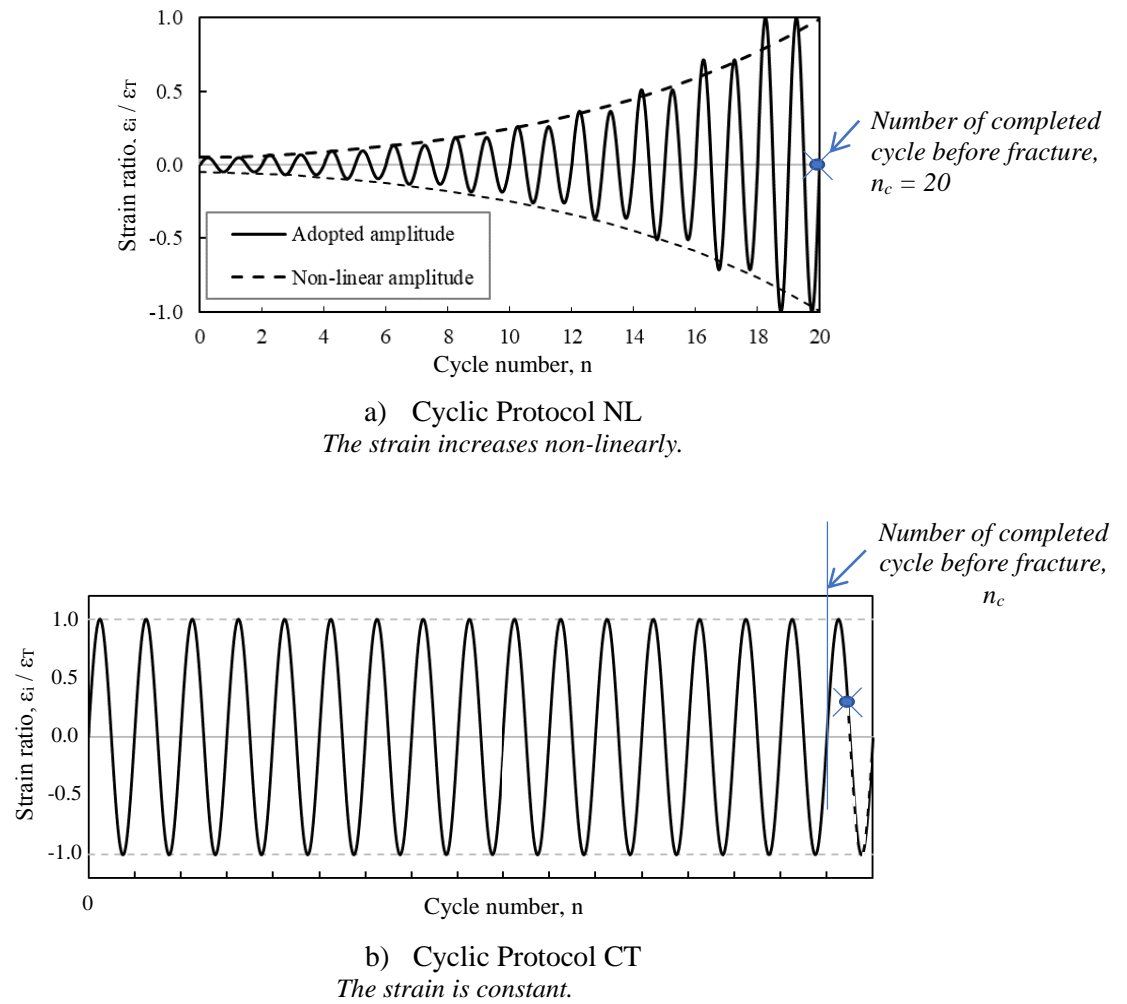 1.0
0.5
0.0
-0.5
-1.0
Strain ratio. εi / εT
Adopted amplitude
Non-linear amplitude
0 2 4 6 8 10 12 14 16 18 20
Cycle number, n
Number of completed
cycle before fracture,
nc = 20
a) Cyclic Protocol NL
The strain increases non-linearly.
Number of completed
cycle before fracture,
nc
1.0
0.5
0.0
-0.5
-1.0
Strain ratio, εi / εT
0
Cycle number, n
b) Cyclic Protocol CT
The strain is constant.